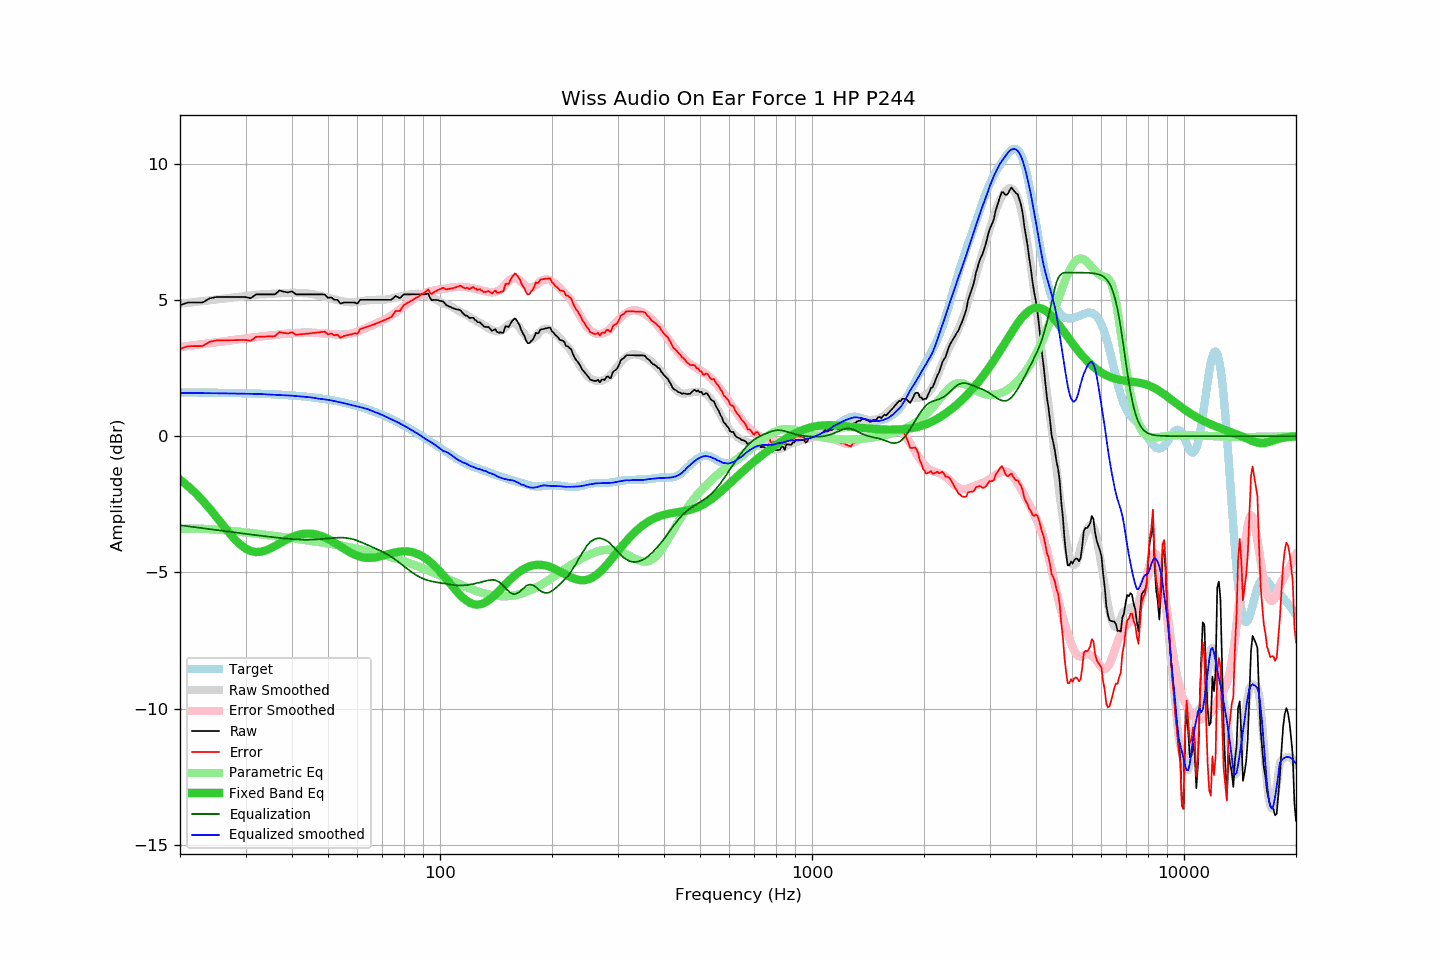 Wiss Audio On Ear Force 1 HP P244
Amplitude (dBr)
10
5
0
−5
−10
−15
Target
Raw Smoothed
Error Smoothed
Raw
Error
Parametric Eq
Fixed Band Eq
Equalization
Equalized smoothed
100
1000
10000
Frequency (Hz)